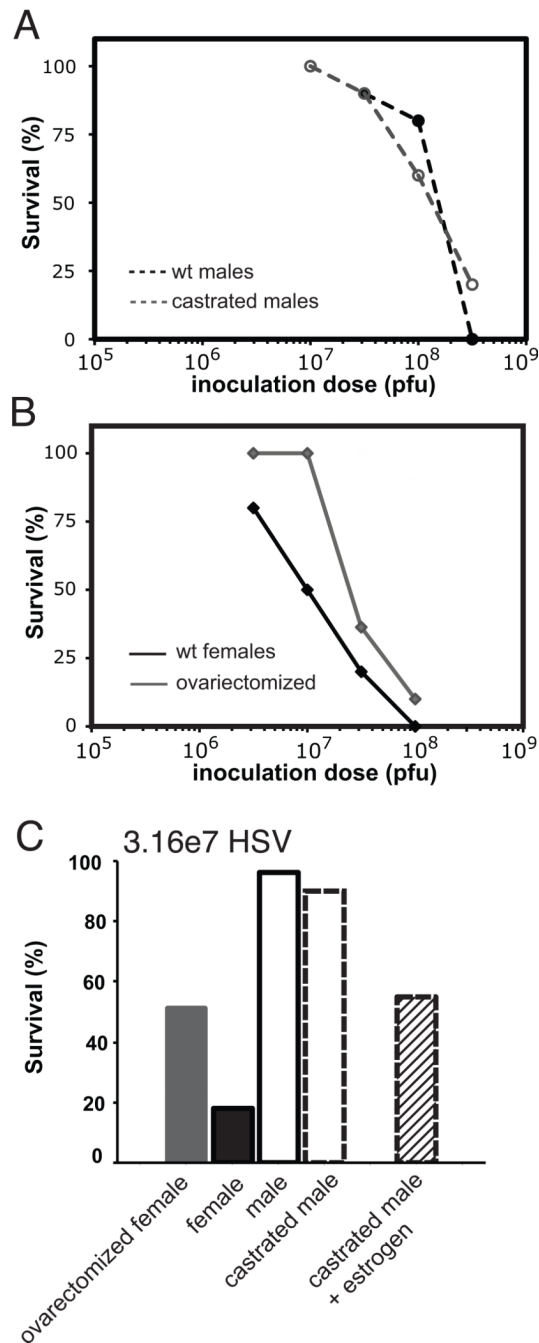 A
Survival (%)
100
75
50
25
0
wt males
castrated males
10^5 10^6 10^7 10^8 10^9
inoculation dose (pfu)
B
Survival (%)
100
75
50
25
0
wt females
ovariectomized
10^5 10^6 10^7 10^8 10^9
inoculation dose (pfu)
C
3.16e7 HSV
Survival (%)
100
80
60
40
20
0
ovarectomized female
female
male
castrated male
castrated male
+ estrogen